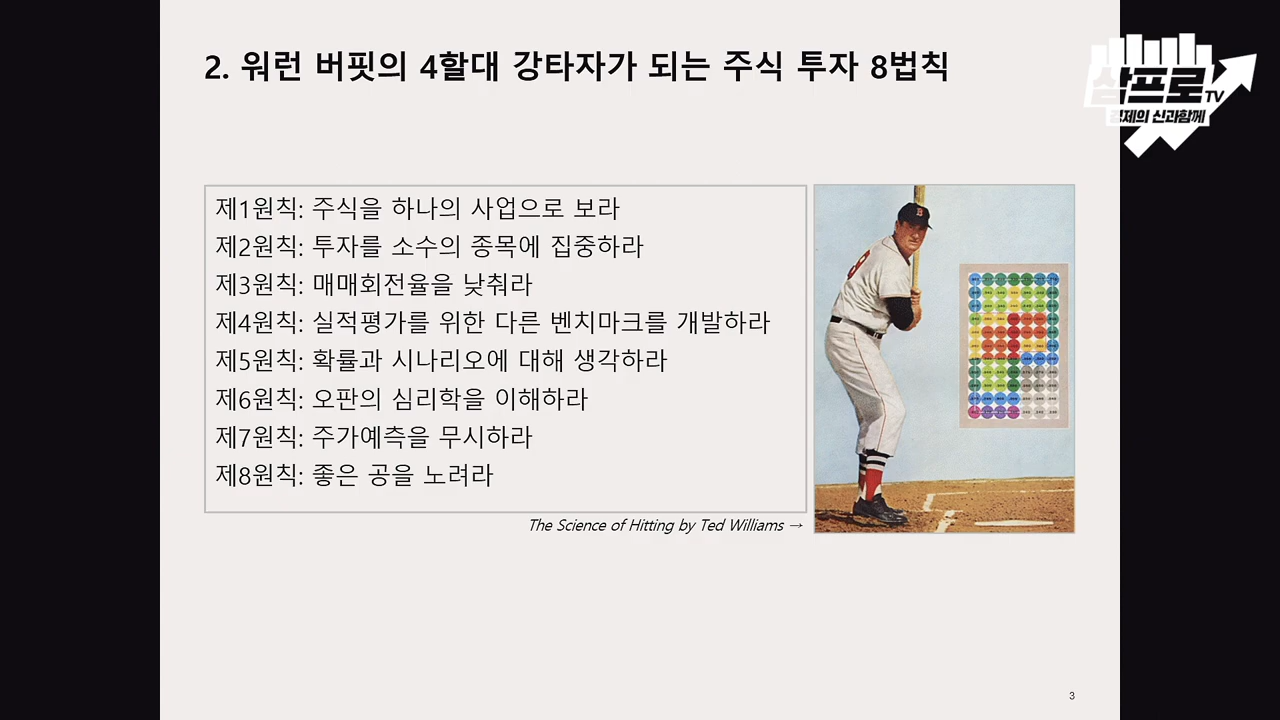 2. 워런 버핏의 4할대 강타자가 되는 주식 투자 8법칙
삼프로TV
경제의 신과함께
제1원칙: 주식을 하나의 사업으로 보라
제2원칙: 투자를 소수의 종목에 집중하라
제3원칙: 매매회전율을 낮춰라
제4원칙: 실적평가를 위한 다른 벤치마크를 개발하라
제5원칙: 확률과 시나리오에 대해 생각하라
제6원칙: 오판의 심리학을 이해하라
제7원칙: 주가예측을 무시하라
제8원칙: 좋은 공을 노려라
The Science of Hitting by Ted Williams →
3